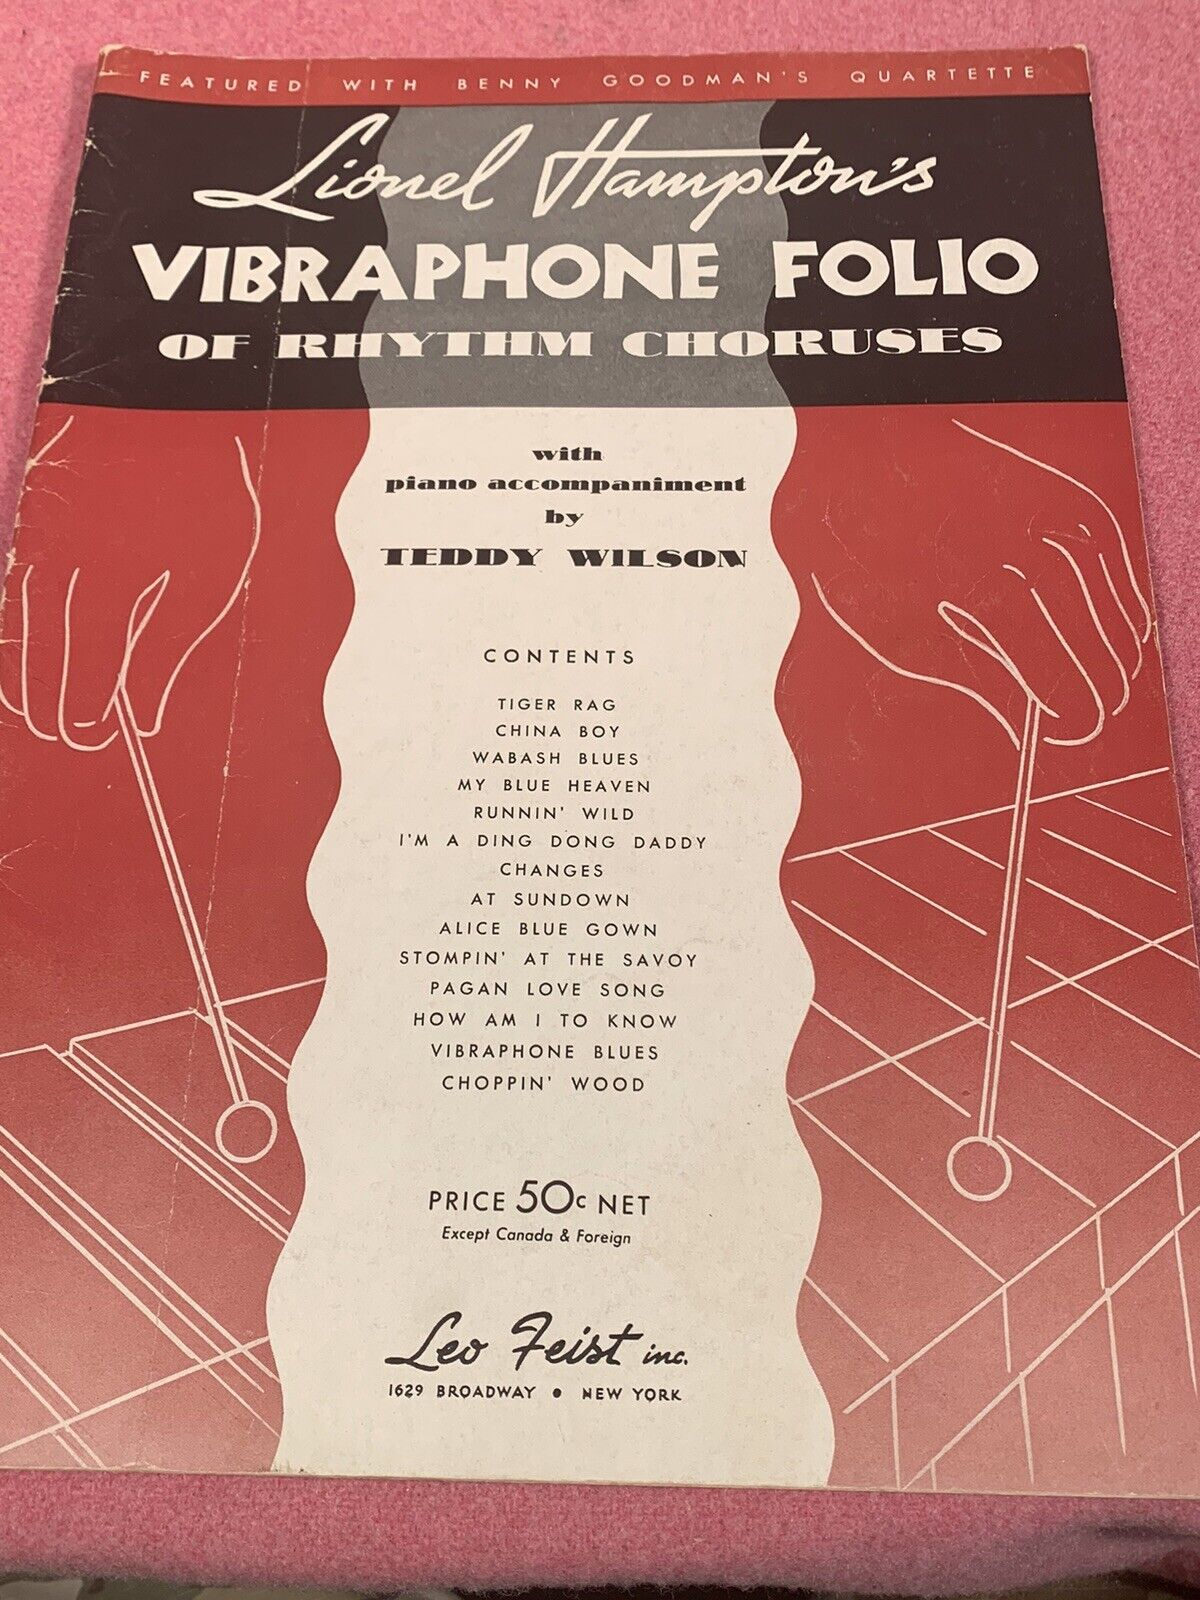 FEATURED WITH BENNY GOODMAN'S QUARTETTE
Lionel Hampton's
VIBRAPHONE FOLIO
OF RHYTHM CHORUSES
with
piano accompaniment
by
TEDDY WILSON
CONTENTS
TIGER RAG
CHINA BOY
WABASH BLUES
MY BLUE HEAVEN
RUNNIN' WILD
I'M A DING DONG DADDY
CHANGES
AT SUNDOWN
ALICE BLUE GOWN
STOMPIN' AT THE SAVOY
PAGAN LOVE SONG
HOW AM I TO KNOW
VIBRAPHONE BLUES
CHOPPIN' WOOD
PRICE 50c NET
Except Canada & Foreign
Leo Feist inc.
1629 BROADWAY • NEW YORK